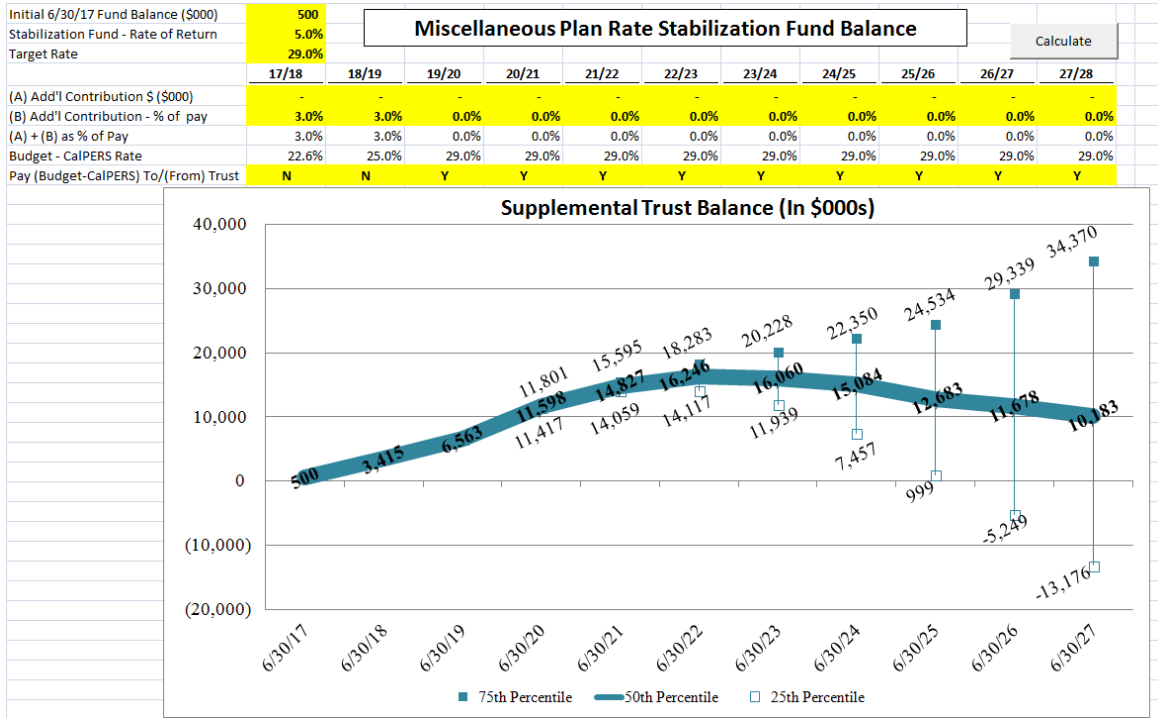 Initial 6/30/17 Fund Balance ($000) 500
Stabilization Fund - Rate of Return 5.0%
Target Rate 29.0%
Miscellaneous Plan Rate Stabilization Fund Balance
Calculate
17/18 18/19 19/20 20/21 21/22 22/23 23/24 24/25 25/26 26/27 27/28
(A) Add'l Contribution $ ($000) - - - - - - - - - - -
(B) Add'l Contribution - % of pay 3.0% 3.0% 0.0% 0.0% 0.0% 0.0% 0.0% 0.0% 0.0% 0.0% 0.0%
(A) + (B) as % of Pay 3.0% 3.0% 0.0% 0.0% 0.0% 0.0% 0.0% 0.0% 0.0% 0.0% 0.0%
Budget - CalPERS Rate 22.6% 25.0% 29.0% 29.0% 29.0% 29.0% 29.0% 29.0% 29.0% 29.0% 29.0%
Pay (Budget-CalPERS) To/(From) Trust N N Y Y Y Y Y Y Y Y Y
Supplemental Trust Balance (In $000s)
40,000
30,000
20,000
10,000
0
(10,000)
(20,000)
11,801 15,595 18,283 20,228 22,350 24,534 29,339 34,370
500 3,415 6,563 11,598 14,827 16,246 16,060 15,084 12,683 11,678 10,183
11,417 14,059 14,117 11,939 7,457 999 -5,249 -13,176
6/30/17 6/30/18 6/30/19 6/30/20 6/30/21 6/30/22 6/30/23 6/30/24 6/30/25 6/30/26 6/30/27
75th Percentile 50th Percentile 25th Percentile